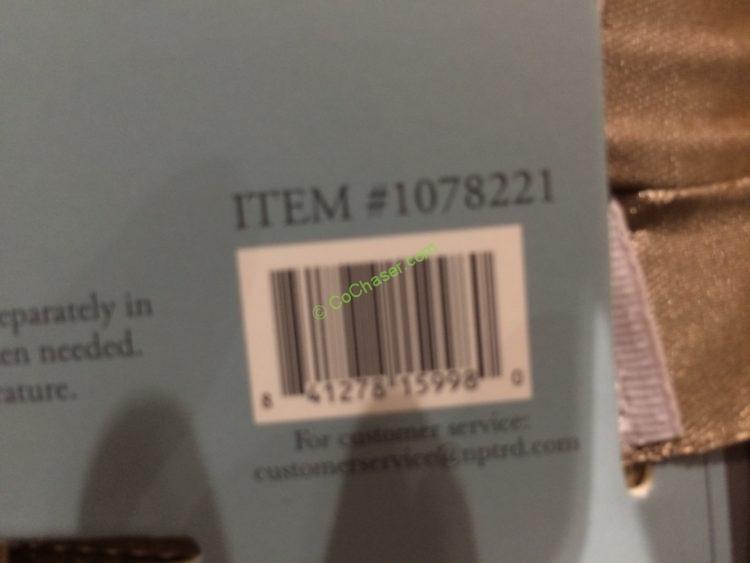 ITEM #1078221
© CoChaser.com
8 41278 15998 0
eparately in
en needed.
rature.
For customer service:
customerservice@nptrd.com